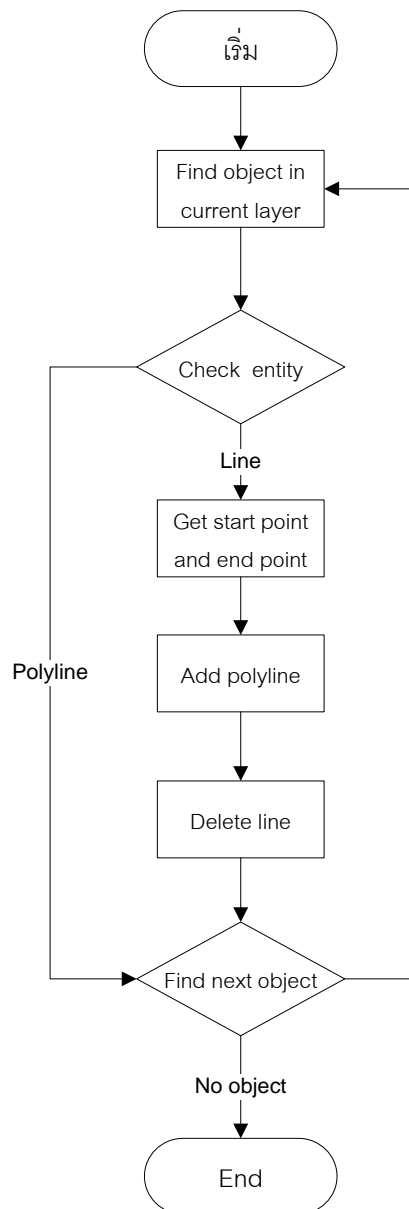 เริ่ม
Find object in
current layer
Check entity
Line
Get start point
and end point
Polyline
Add polyline
Delete line
Find next object
No object
End